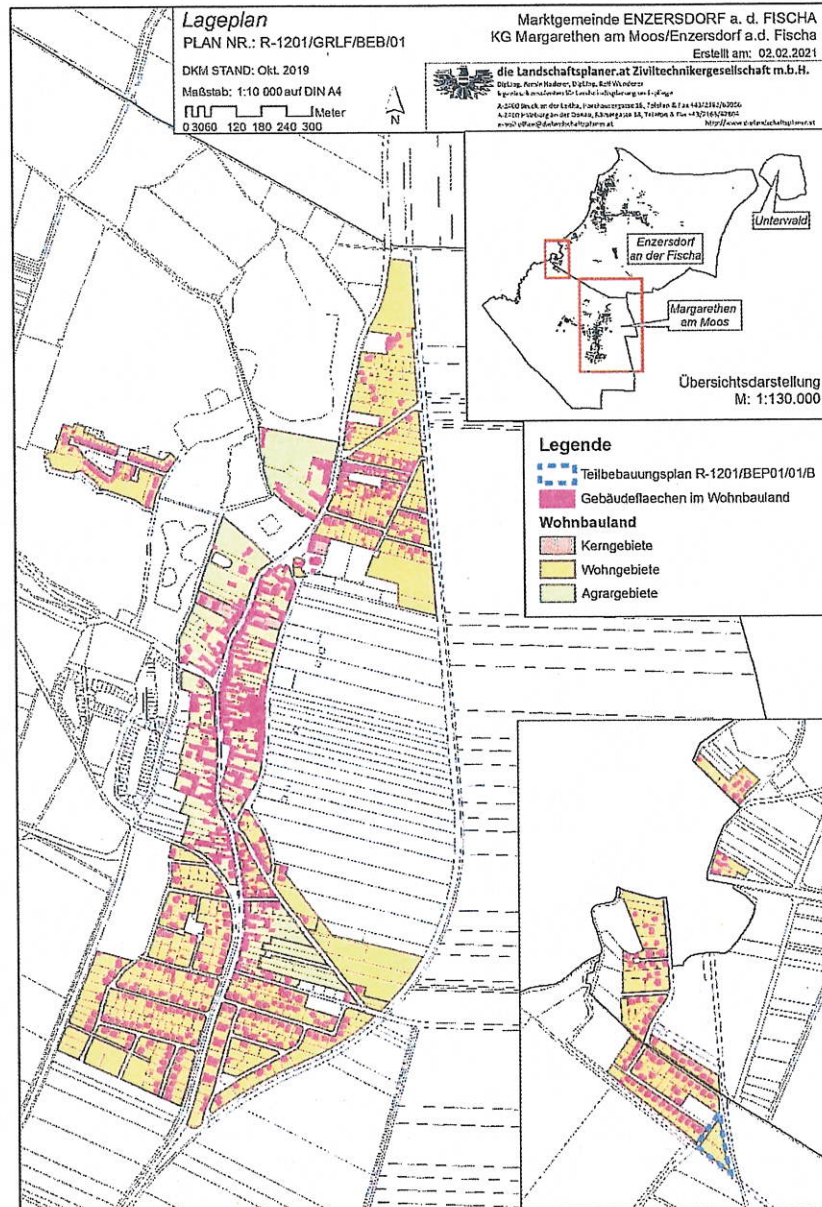 Lageplan
PLAN NR.: R-1201/GRLF/BEB/01
DKM STAND: Okt. 2019
Maßstab: 1:10 000 auf DIN A4
Meter
0 3060 120 180 240 300
N
Marktgemeinde ENZERSDORF a. d. FISCHA
KG Margarethen am Moos/Enzersdorf a.d. Fischa
Erstellt am: 02.02.2021
die Landschaftsplaner.at Ziviltechnikergesellschaft m.b.H.
Unterwald
Enzersdorf
an der Fischa
Margarethen
am Moos
Übersichtsdarstellung
M: 1:130.000
Legende
Teilbebauungsplan R-1201/BEP01/01/B
Gebäudeflaechen im Wohnbauland
Wohnbauland
Kerngebiete
Wohngebiete
Agrargebiete